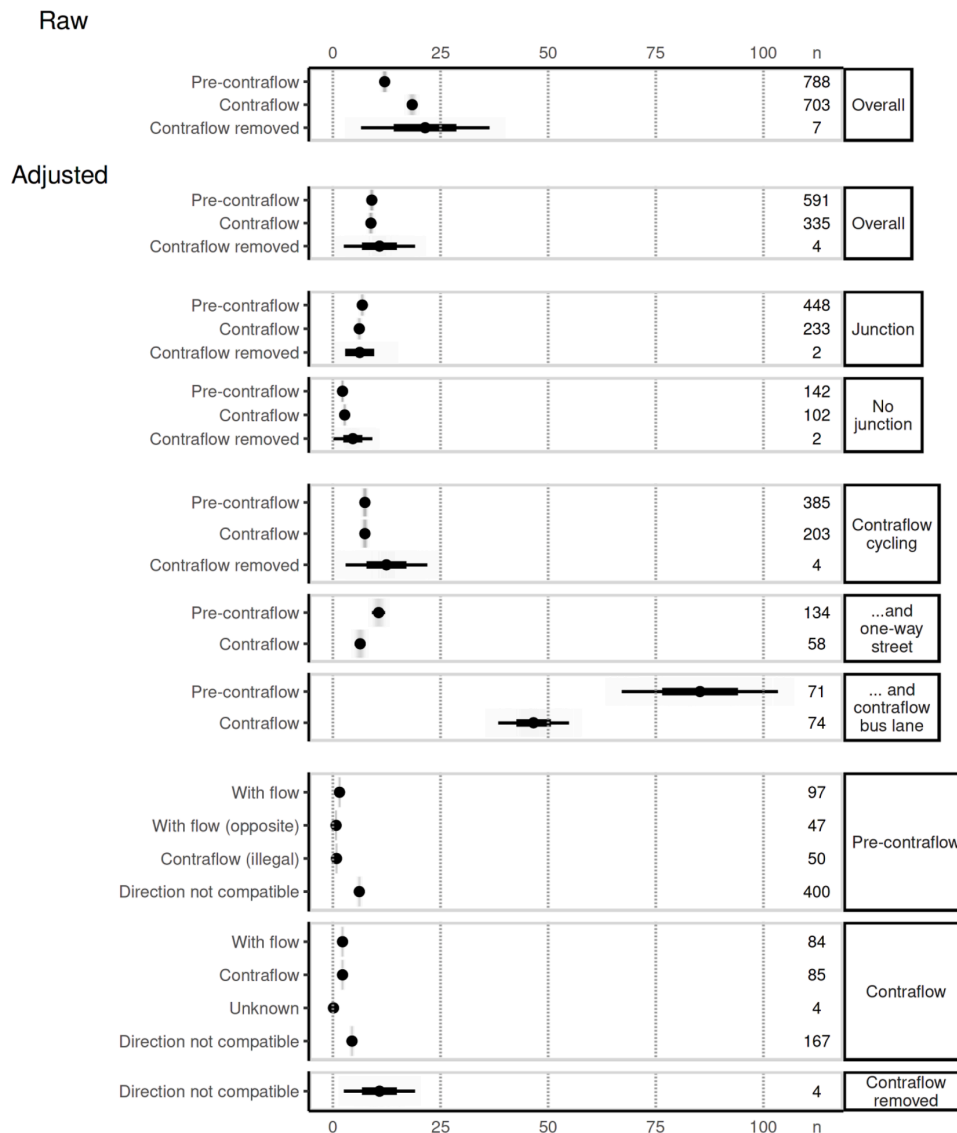 Raw
0 25 50 75 100 n
Pre-contraflow 788
Contraflow 703
Contraflow removed 7
Overall
Adjusted
Pre-contraflow 591
Contraflow 335
Contraflow removed 4
Overall
Pre-contraflow 448
Contraflow 233
Contraflow removed 2
Junction
Pre-contraflow 142
Contraflow 102
Contraflow removed 2
No
junction
Pre-contraflow 385
Contraflow 203
Contraflow removed 4
Contraflow
cycling
Pre-contraflow 134
Contraflow 58
...and
one-way
street
Pre-contraflow 71
Contraflow 74
... and
contraflow
bus lane
With flow 97
With flow (opposite) 47
Contraflow (illegal) 50
Direction not compatible 400
Pre-contraflow
With flow 84
Contraflow 85
Unknown 4
Direction not compatible 167
Contraflow
Direction not compatible 4
Contraflow
removed
0 25 50 75 100 n